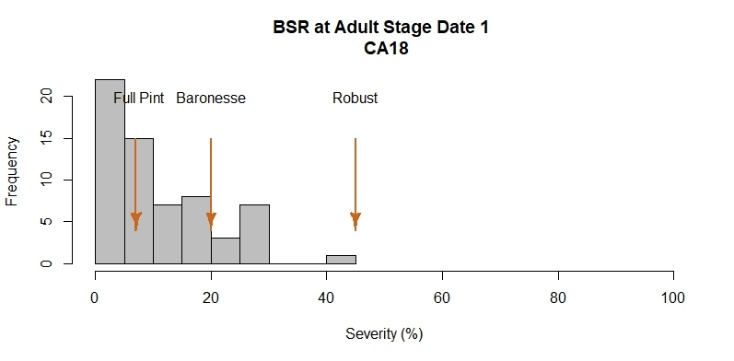 BSR at Adult Stage Date 1
CA18
Full Pint Baronesse Robust
20
15
10
5
0
Frequency
0 20 40 60 80 100
Severity (%)